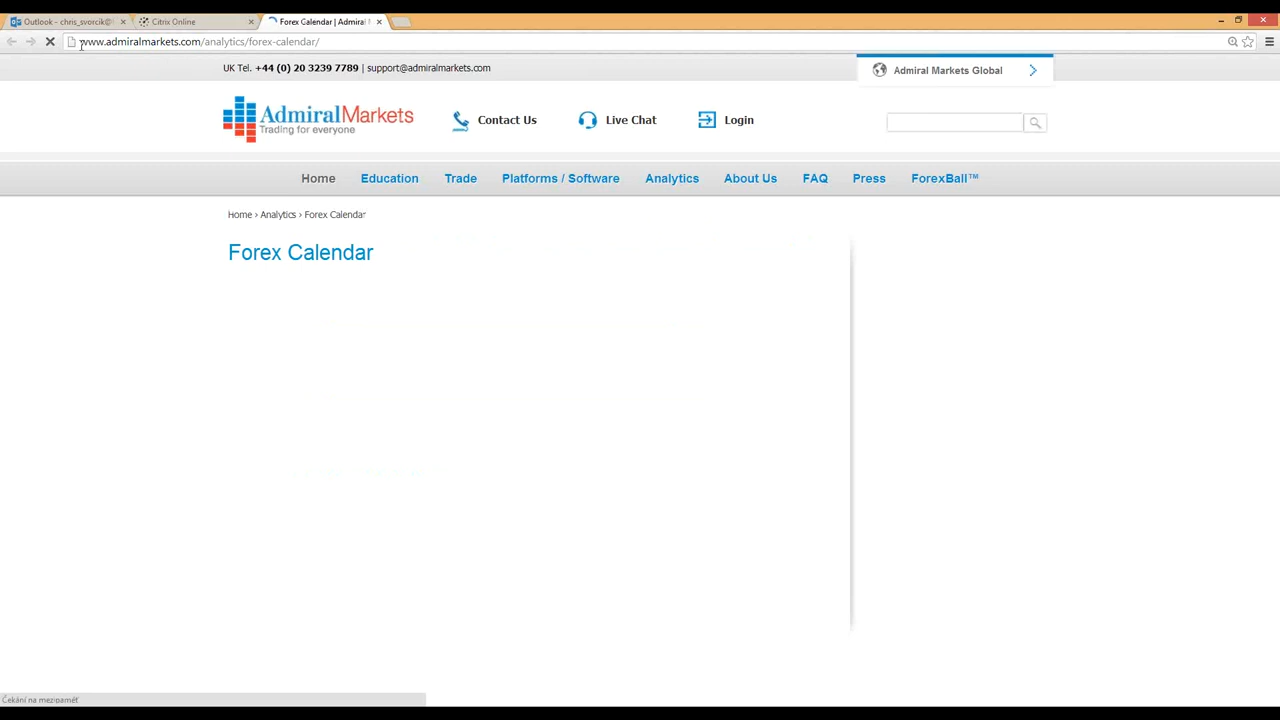 Outlook - chris_svorcik@
Citrix Online
Forex Calendar | Admiral M
www.admiralmarkets.com/analytics/forex-calendar/
UK Tel. +44 (0) 20 3239 7789 | support@admiralmarkets.com
Admiral Markets Global
AdmiralMarkets
Trading for everyone
Contact Us
Live Chat
Login
Home
Education
Trade
Platforms / Software
Analytics
About Us
FAQ
Press
ForexBall™
Home › Analytics › Forex Calendar
Forex Calendar
Čekání na mezipaměť